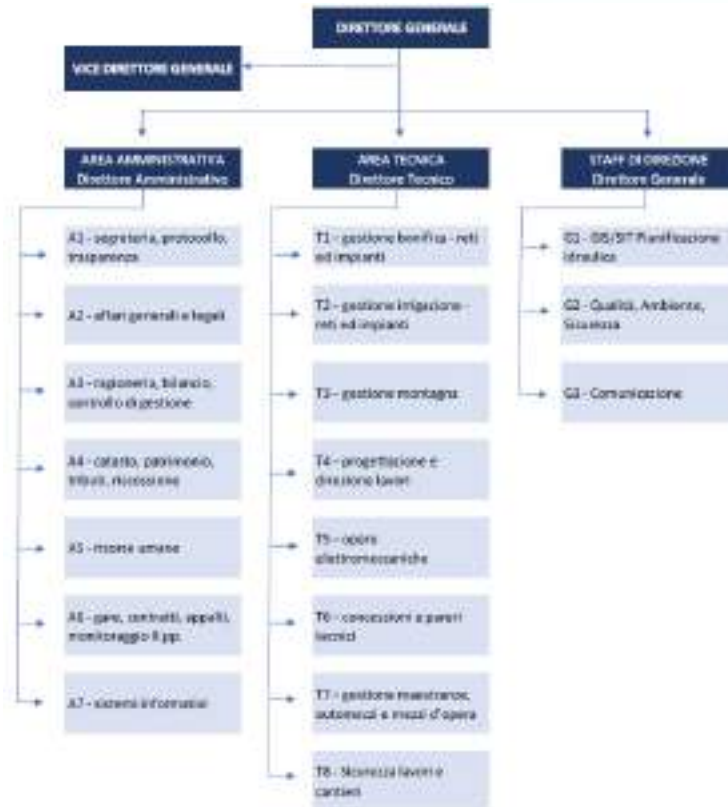 DIRETTORE GENERALE
VICE DIRETTORE GENERALE
AREA AMMINISTRATIVA
Direttore Amministrativo
AREA TECNICA
Direttore Tecnico
STAFF DI DIREZIONE
Direttore Generale
A1 - segreteria, protocollo,
trasparenza
A2 - affari generali e legali
A3 - ragioneria, bilancio,
controllo di gestione
A4 - catasto, patrimonio,
tributi, riscossione
A5 - risorse umane
A6 - gare, contratti, appalti,
monitoraggio ll.pp.
A7 - sistemi informativi
T1 - gestione bonifica - reti
ed impianti
T2 - gestione irrigazione -
reti ed impianti
T3 - gestione montagna
T4 - progettazione e
direzione lavori
T5 - opere
elettromeccaniche
T6 - concessioni e pareri
tecnici
T7 - gestione maestranze,
automezzi e mezzi d'opera
T8 - Sicurezza lavori e
cantieri
G1 - GIS/SIT Pianificazione
idraulica
G2 - Qualità, Ambiente,
Sicurezza
G3 - Comunicazione